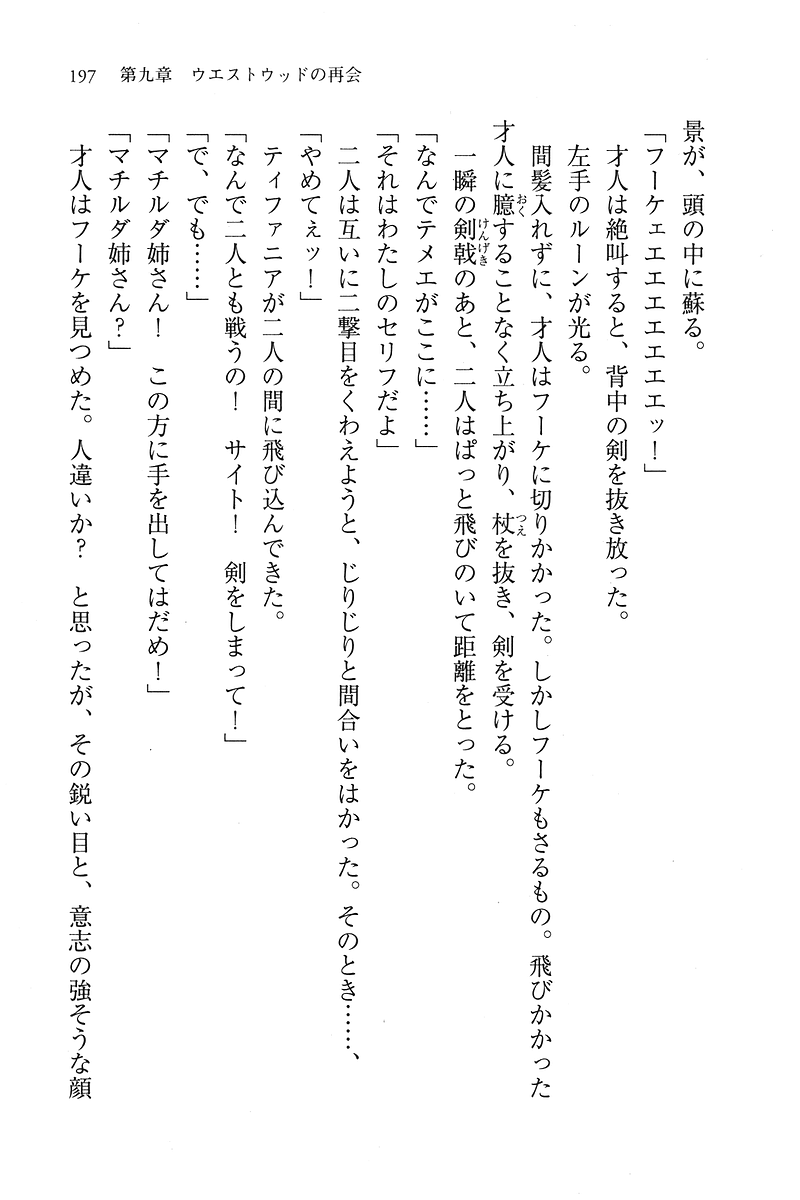 197　第九章　ウエストウッドの再会
景が、頭の中に蘇る。
「フーケェエエエエエエエッ！」
才人は絶叫すると、背中の剣を抜き放った。
左手のルーンが光る。
間髪入れずに、才人はフーケに切りかかった。しかしフーケもさるもの。飛びかかった
才人に臆することなく立ち上がり、杖を抜き、剣を受ける。
一瞬の剣戟のあと、二人はぱっと飛びのいて距離をとった。
「なんでテメエがここに……」
「それはわたしのセリフだよ」
二人は互いに二撃目をくわえようと、じりじりと間合いをはかった。そのとき……、
「やめてぇッ！」
ティファニアが二人の間に飛び込んできた。
「なんで二人とも戦うの！　サイト！　剣をしまって！」
「で、でも……」
「マチルダ姉さん！　この方に手を出してはだめ！」
「マチルダ姉さん？」
才人はフーケを見つめた。人違いか？　と思ったが、その鋭い目と、意志の強そうな顔